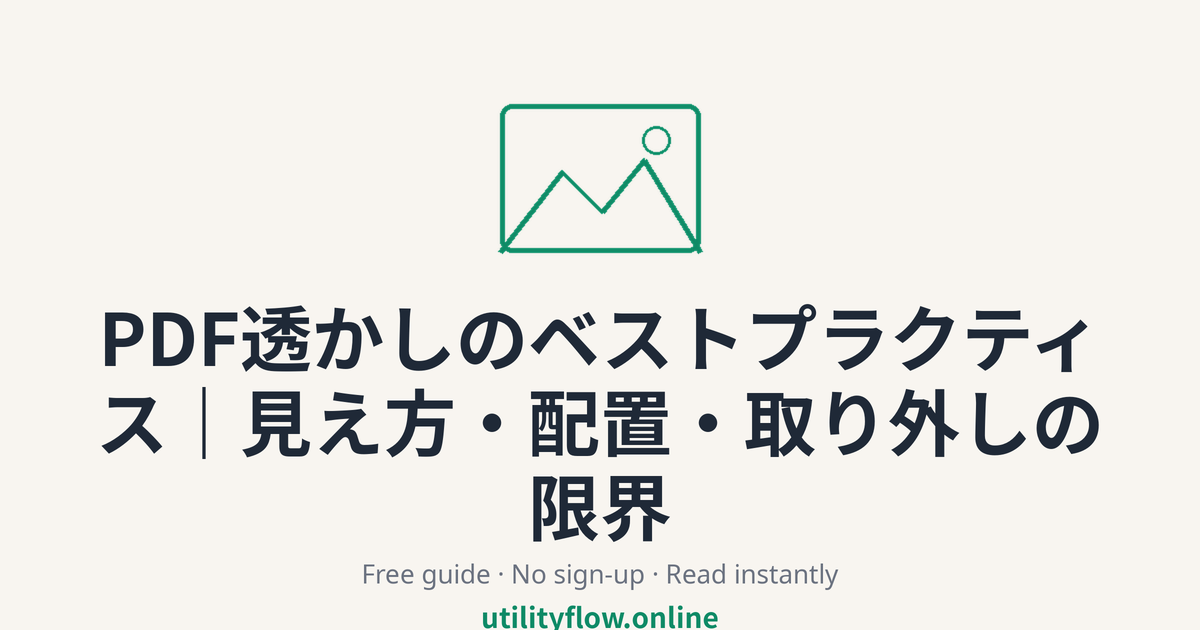 PDF透かしのベストプラクティ
ス｜見え方・配置・取り外しの
限界
Free guide · No sign-up · Read instantly
utilityflow.online